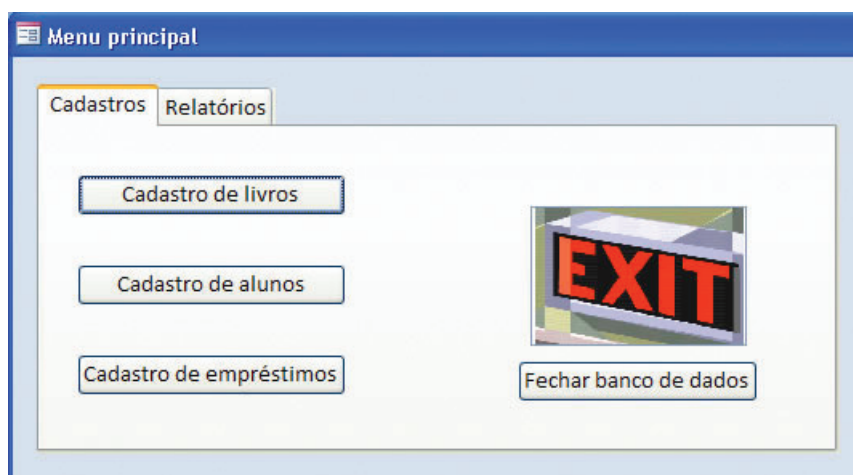 Menu principal
Cadastros
Relatórios
Cadastro de livros
EXIT
Cadastro de alunos
Cadastro de empréstimos
Fechar banco de dados